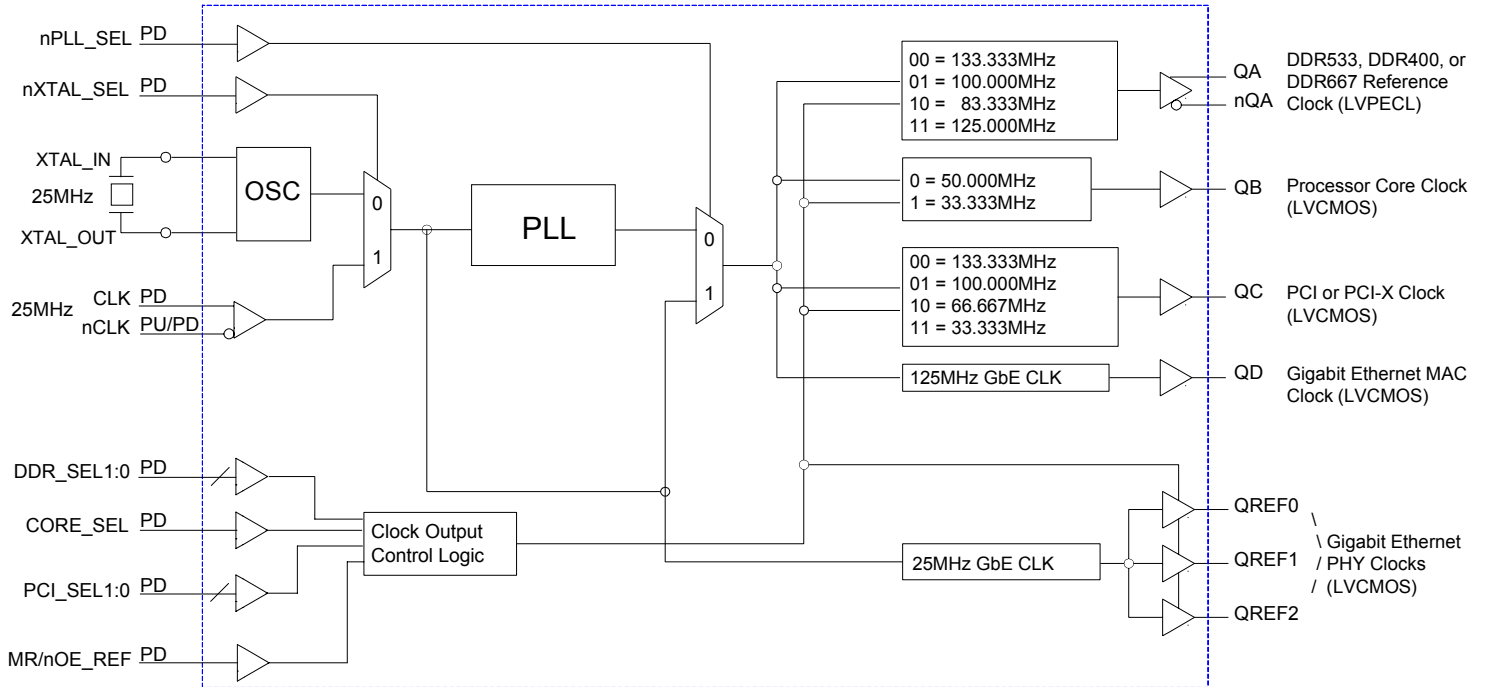 nPLL_SEL PD
nXTAL_SEL PD
XTAL_IN
25MHz
XTAL_OUT
OSC
0
1
25MHz
CLK PD
nCLK PU/PD
PLL
0
1
00 = 133.333MHz
01 = 100.000MHz
10 = 83.333MHz
11 = 125.000MHz
QA
nQA
DDR533, DDR400, or
DDR667 Reference
Clock (LVPECL)
0 = 50.000MHz
1 = 33.333MHz
QB
Processor Core Clock
(LVCMOS)
00 = 133.333MHz
01 = 100.000MHz
10 = 66.667MHz
11 = 33.333MHz
QC
PCI or PCI-X Clock
(LVCMOS)
125MHz GbE CLK
QD
Gigabit Ethernet MAC
Clock (LVCMOS)
DDR_SEL1:0 PD
CORE_SEL PD
PCI_SEL1:0 PD
MR/nOE_REF PD
Clock Output
Control Logic
25MHz GbE CLK
QREF0
QREF1
QREF2
\
\ Gigabit Ethernet
/ PHY Clocks
/ (LVCMOS)